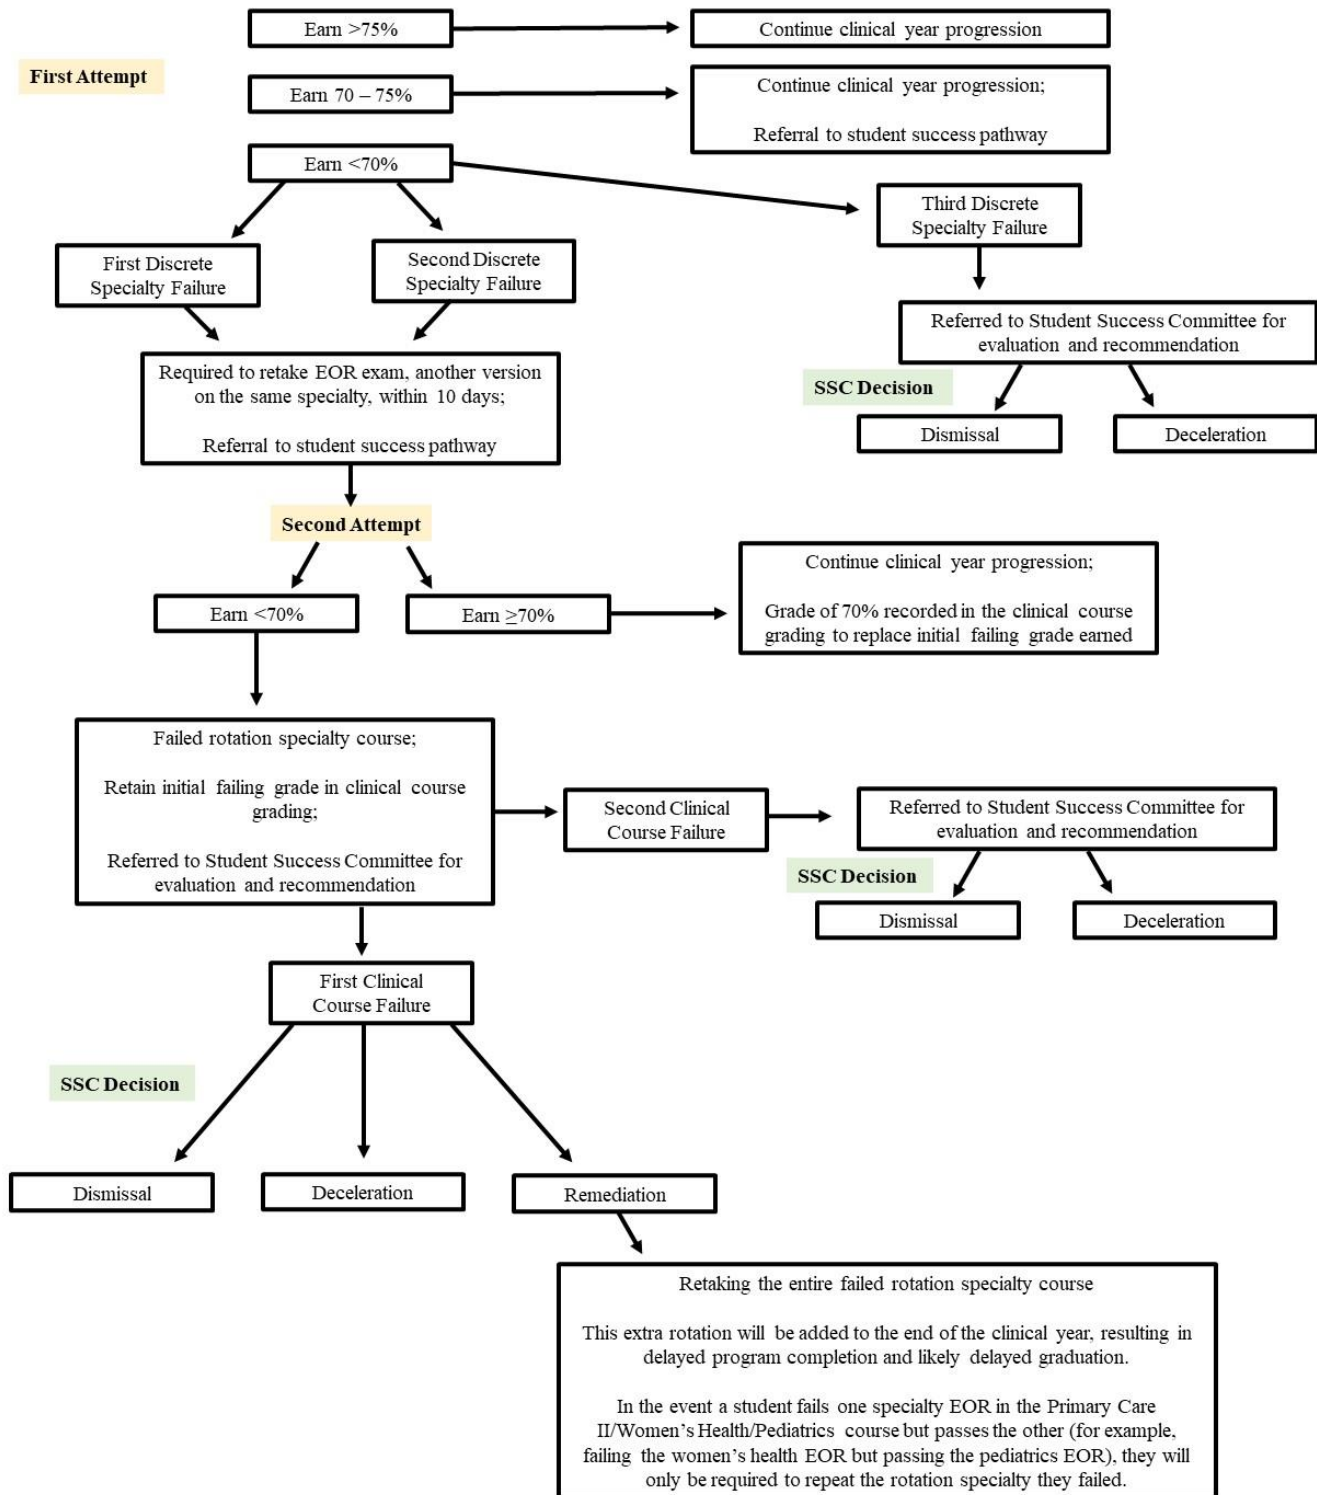 Earn >75%
Continue clinical year progression
First Attempt
Earn 70 – 75%
Continue clinical year progression;
Referral to student success pathway
Earn <70%
Third Discrete
Specialty Failure
First Discrete
Specialty Failure
Second Discrete
Specialty Failure
Referred to Student Success Committee for
evaluation and recommendation
Required to retake EOR exam, another version
on the same specialty, within 10 days;
Referral to student success pathway
SSC Decision
Dismissal
Deceleration
Second Attempt
Earn <70%
Earn ≥70%
Continue clinical year progression;
Grade of 70% recorded in the clinical course
grading to replace initial failing grade earned
Failed rotation specialty course;
Retain initial failing grade in clinical course
grading;
Referred to Student Success Committee for
evaluation and recommendation
Second Clinical
Course Failure
Referred to Student Success Committee for
evaluation and recommendation
SSC Decision
Dismissal
Deceleration
First Clinical
Course Failure
SSC Decision
Dismissal
Deceleration
Remediation
Retaking the entire failed rotation specialty course
This extra rotation will be added to the end of the clinical year, resulting in
delayed program completion and likely delayed graduation.
In the event a student fails one specialty EOR in the Primary Care
II/Women’s Health/Pediatrics course but passes the other (for example,
failing the women’s health EOR but passing the pediatrics EOR), they will
only be required to repeat the rotation specialty they failed.